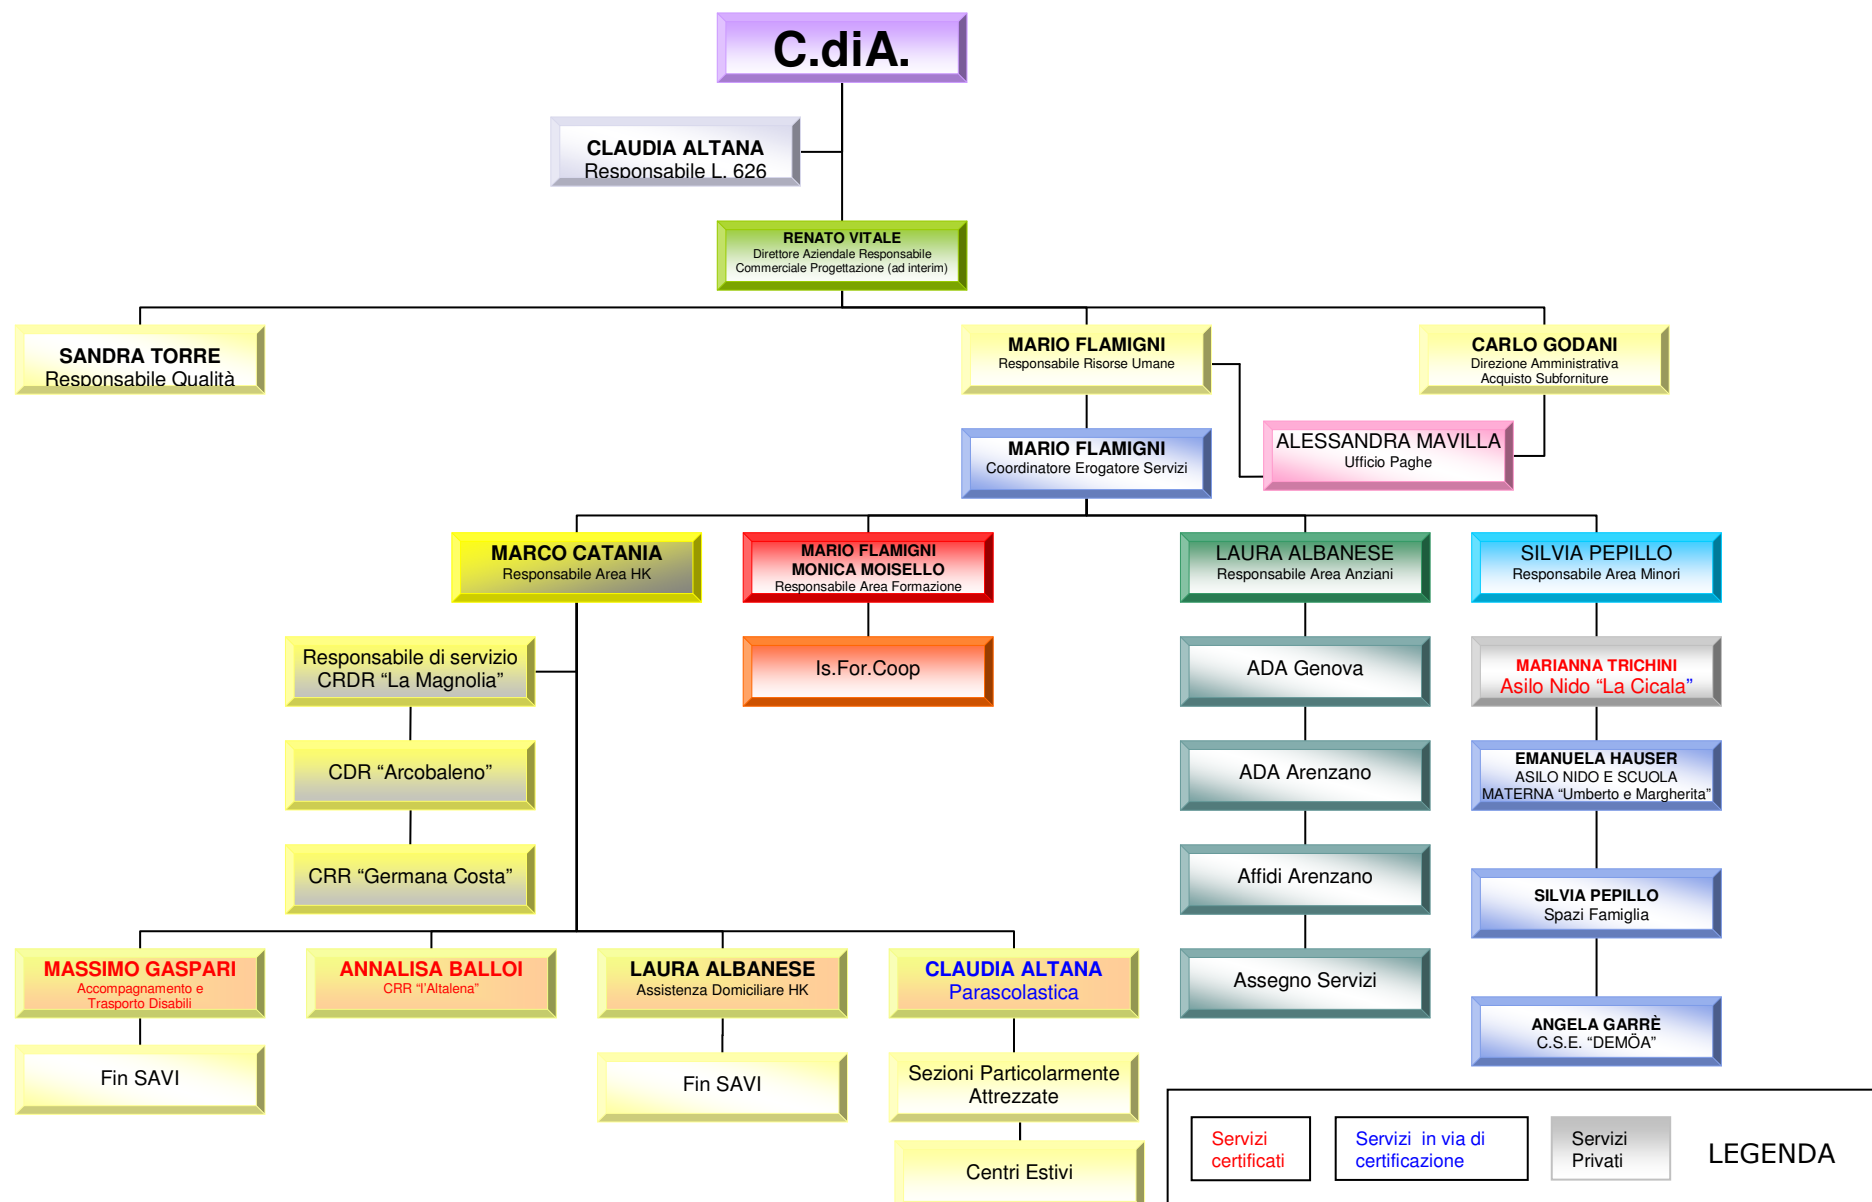 C.diA.
CLAUDIA ALTANA
Responsabile L. 626
RENATO VITALE
Direttore Aziendale Responsabile
Commerciale Progettazione (ad interim)
SANDRA TORRE
Responsabile Qualità
MARIO FLAMIGNI
Responsabile Risorse Umane
CARLO GODANI
Direzione Amministrativa
Acquisto Subforniture
MARIO FLAMIGNI
Coordinatore Erogatore Servizi
ALESSANDRA MAVILLA
Ufficio Paghe
MARCO CATANIA
Responsabile Area HK
MARIO FLAMIGNI
MONICA MOISELLO
Responsabile Area Formazione
LAURA ALBANESE
Responsabile Area Anziani
SILVIA PEPILLO
Responsabile Area Minori
Responsabile di servizio
CRDR “La Magnolia”
Is.For.Coop
ADA Genova
MARIANNA TRICHINI
Asilo Nido “La Cicala”
CDR “Arcobaleno”
ADA Arenzano
EMANUELA HAUSER
ASILO NIDO E SCUOLA
MATERNA “Umberto e Margherita”
CRR “Germana Costa”
Affidi Arenzano
SILVIA PEPILLO
Spazi Famiglia
MASSIMO GASPARI
Accompagnamento e
Trasporto Disabili
ANNALISA BALLOI
CRR “l’Altalena”
LAURA ALBANESE
Assistenza Domiciliare HK
CLAUDIA ALTANA
Parascolastica
Assegno Servizi
ANGELA GARRÈ
C.S.E. “DEMÖA”
Fin SAVI
Fin SAVI
Sezioni Particolarmente
Attrezzate
Centri Estivi
Servizi
certificati
Servizi in via di
certificazione
Servizi
Privati
LEGENDA